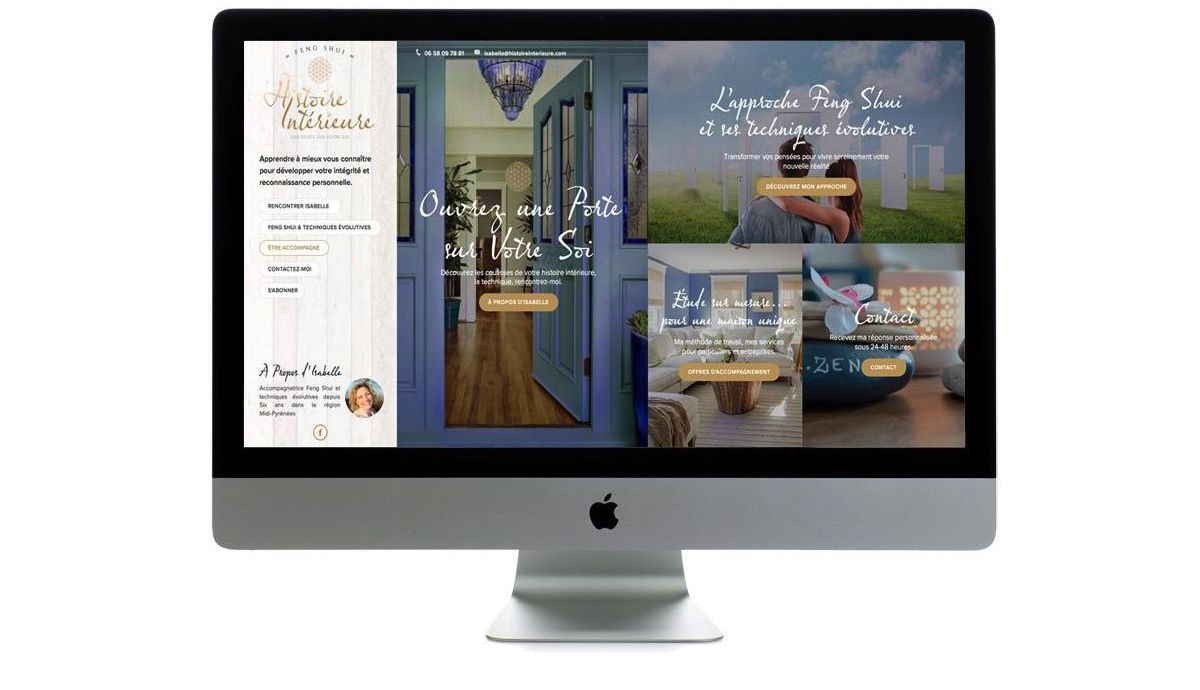 FENG SHUI
Histoire
Intérieure
Apprendre à mieux vous connaître
pour développer votre intégrité et
reconnaissance personnelle.
RENCONTRER ISABELLE
FENG SHUI & TECHNIQUES ÉVOLUTIVES
ÊTRE ACCOMPAGNÉ
CONTACTEZ-MOI
S'ABONNER
À Propos d'Isabelle
Accompagnatrice Feng Shui et
techniques évolutives depuis
Six ans dans la région
Midi-Pyrénées
f
06 58 09 78 81 Isabelle@histoireinterieure.com
Ouvrez une Porte
sur Votre Soi
Découvrez les coulisses de votre histoire intérieure,
la technique, rencontrez-moi.
À PROPOS D'ISABELLE
L'approche Feng Shui
et ses techniques évolutives
Transformer vos pensées pour vivre sereinement votre
nouvelle réalité
DÉCOUVREZ MON APPROCHE
Étude sur mesure...
pour une maison unique
Ma méthode de travail, mes services
pour particuliers et entreprises.
OFFRES D'ACCOMPAGNEMENT
Contact
Recevez ma réponse personnalisée
sous 24-48 heures
ZEN
CONTACT